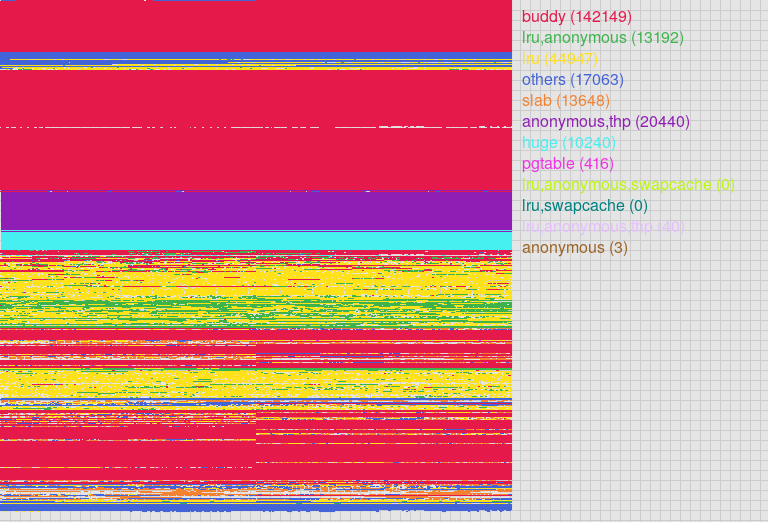 buddy (142149)
lru,anonymous (13192)
lru (44947)
others (17063)
slab (13648)
anonymous,thp (20440)
huge (10240)
pgtable (416)
lru,anonymous,swapcache (0)
lru,swapcache (0)
lru,anonymous,thp (40)
anonymous (3)